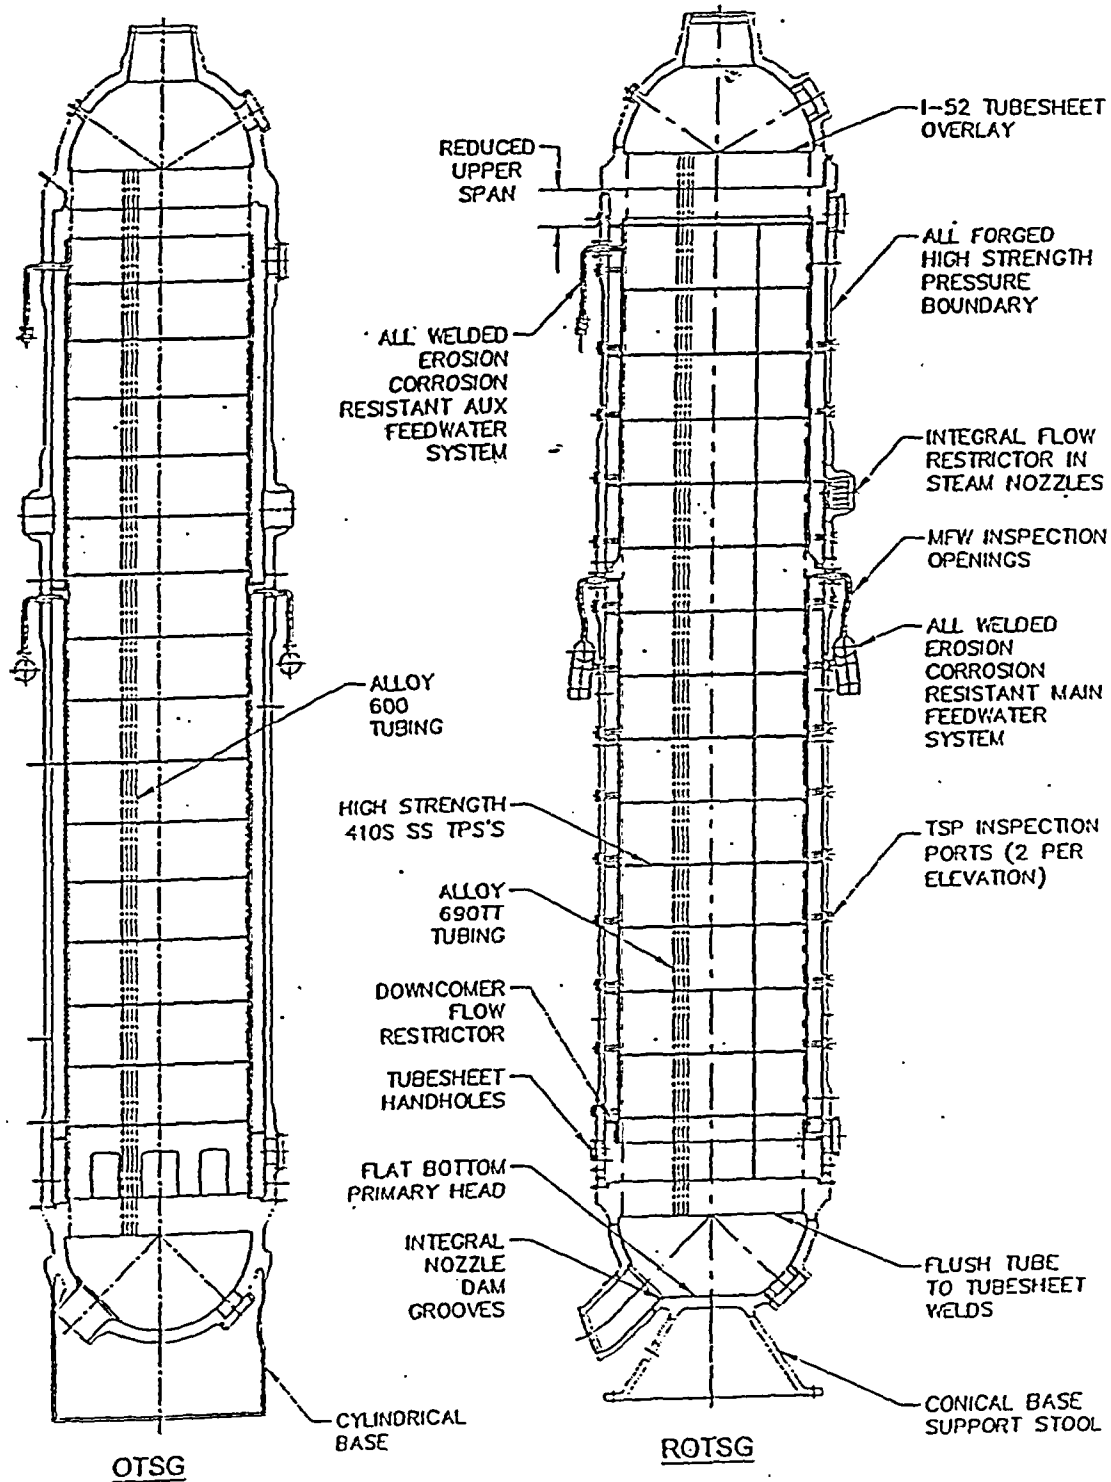 REDUCED
UPPER
SPAN
I-52 TUBESHEET
OVERLAY
ALL FORGED
HIGH STRENGTH
PRESSURE
BOUNDARY
ALL WELDED
EROSION
CORROSION
RESISTANT AUX
FEEDWATER
SYSTEM
INTEGRAL FLOW
RESTRICTOR IN
STEAM NOZZLES
MFW INSPECTION
OPENINGS
ALL WELDED
EROSION
CORROSION
RESISTANT MAIN
FEEDWATER
SYSTEM
ALLOY
600
TUBING
HIGH STRENGTH
410S SS TPS'S
TSP INSPECTION
PORTS (2 PER
ELEVATION)
ALLOY
690TT
TUBING
DOWNCOMER
FLOW
RESTRICTOR
TUBESHEET
HANDHOLES
FLAT BOTTOM
PRIMARY HEAD
INTEGRAL
NOZZLE
DAM
GROOVES
FLUSH TUBE
TO TUBESHEET
WELDS
CONICAL BASE
SUPPORT STOOL
CYLINDRICAL
BASE
OTSG
ROTSG